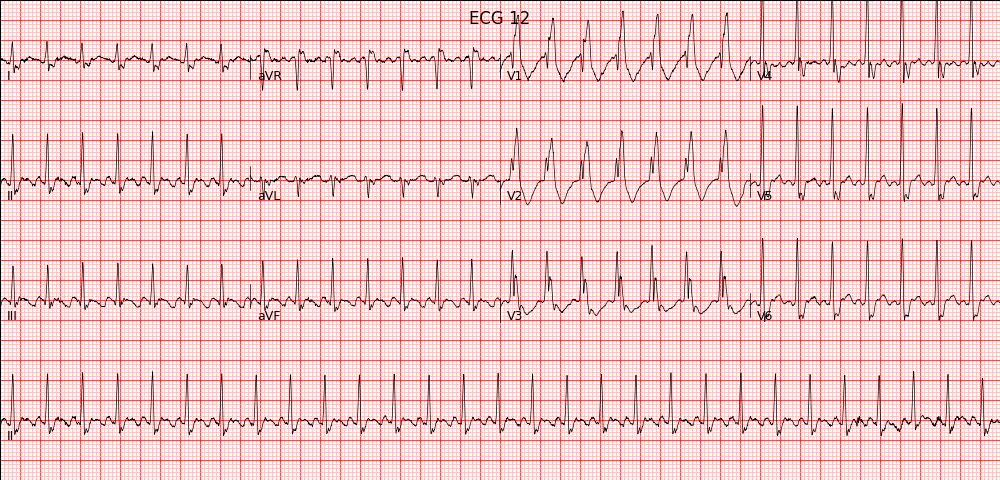 ECG 12
I aVR V1 V4
II aVL V2 V5
III aVF V3 V6
II